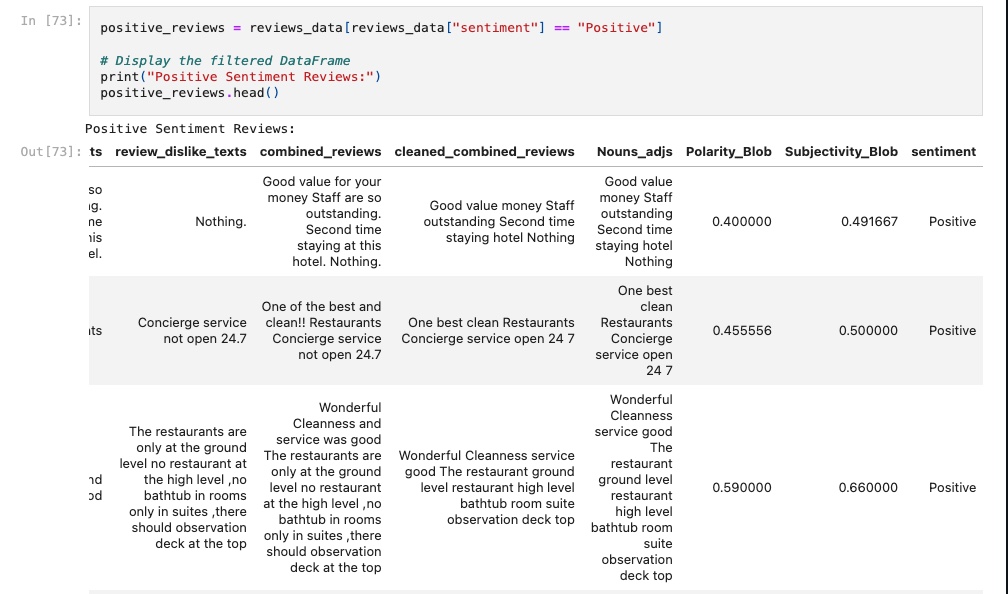 In [73]:
positive_reviews = reviews_data[reviews_data["sentiment"] == "Positive"]
# Display the filtered DataFrame
print("Positive Sentiment Reviews:")
positive_reviews.head()
Positive Sentiment Reviews:
Out[73]:
ts review_dislike_texts combined_reviews cleaned_combined_reviews Nouns_adjs Polarity_Blob Subjectivity_Blob sentiment
so
ng.
me
his
el.
Nothing.
Good value for your
money Staff are so
outstanding.
Second time
staying at this
hotel. Nothing.
Good value money Staff
outstanding Second time
staying hotel Nothing
Good value
money Staff
outstanding
Second time
staying hotel
Nothing
0.400000
0.491667
Positive
nts
Concierge service
not open 24.7
One of the best and
clean!! Restaurants
Concierge service
not open 24.7
One best clean Restaurants
Concierge service open 24 7
One best
clean
Restaurants
Concierge
service open
24 7
0.455556
0.500000
Positive
nd
od
The restaurants are
only at the ground
level no restaurant at
the high level ,no
bathtub in rooms
only in suites ,there
should observation
deck at the top
Wonderful
Cleanness and
service was good
The restaurants are
only at the ground
level no restaurant
at the high level ,no
bathtub in rooms
only in suites ,there
should observation
deck at the top
Wonderful Cleanness service
good The restaurant ground
level restaurant high level
bathtub room suite
observation deck top
Wonderful
Cleanness
service good
The
restaurant
ground level
restaurant
high level
bathtub room
suite
observation
deck top
0.590000
0.660000
Positive